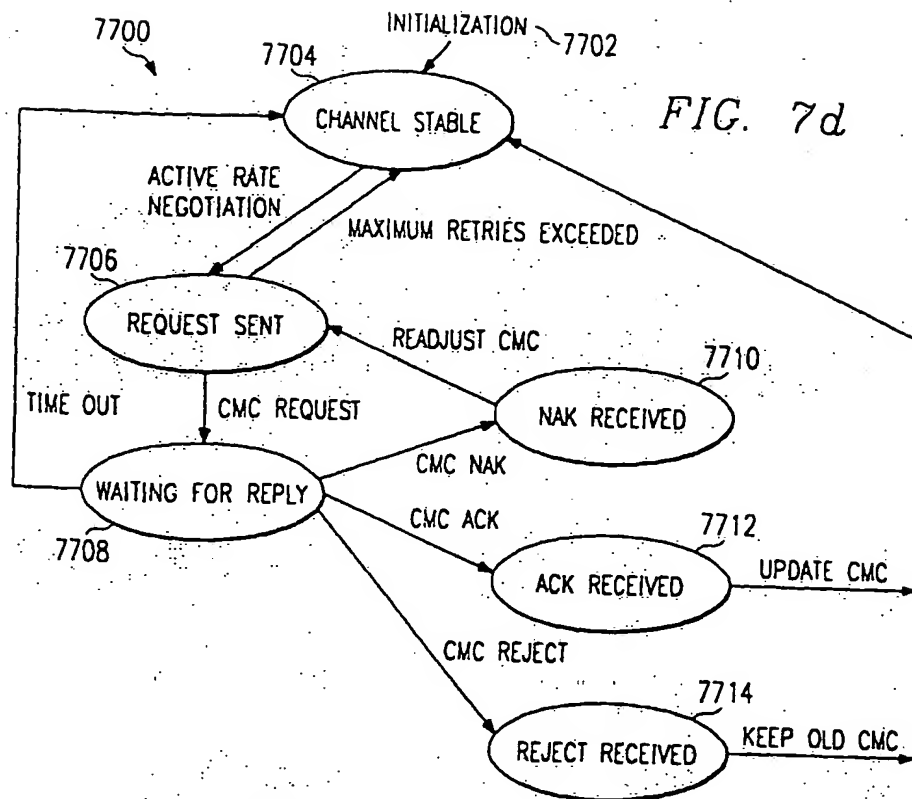 INITIALIZATION 7702
7700
7704
CHANNEL STABLE
FIG. 7d
ACTIVE RATE
NEGOTIATION
MAXIMUM RETRIES EXCEEDED
7706
REQUEST SENT
READJUST CMC
7710
TIME OUT
CMC REQUEST
NAK RECEIVED
CMC NAK
WAITING FOR REPLY
7708
CMC ACK
7712
ACK RECEIVED
UPDATE CMC
CMC REJECT
7714
REJECT RECEIVED
KEEP OLD CMC